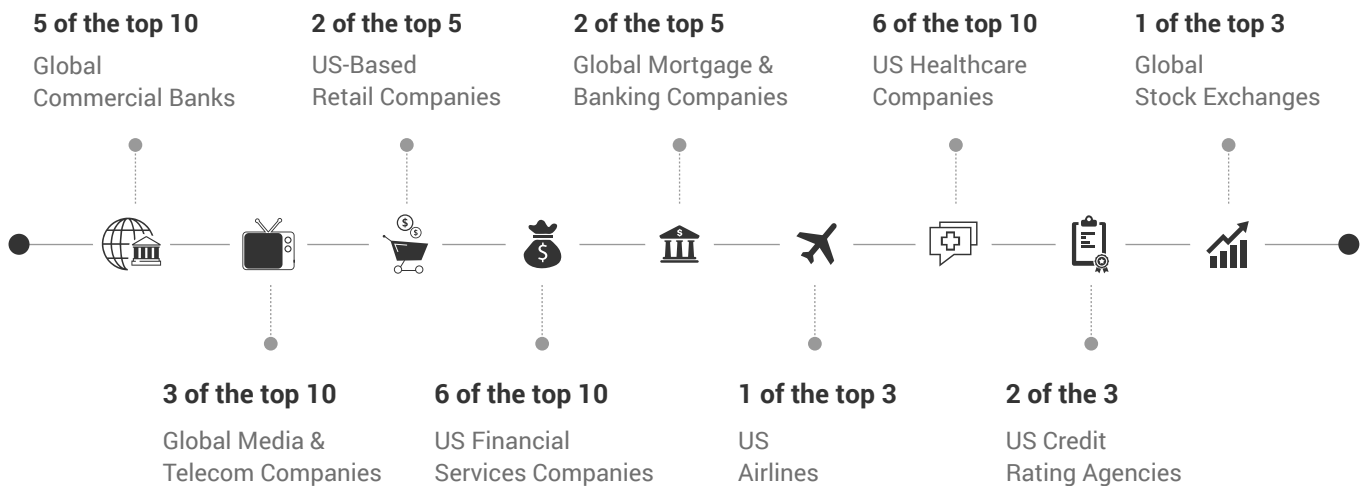 5 of the top 10
Global
Commercial Banks
2 of the top 5
US-Based
Retail Companies
2 of the top 5
Global Mortgage &
Banking Companies
6 of the top 10
US Healthcare
Companies
1 of the top 3
Global
Stock Exchanges
$
$
$
$
3 of the top 10
Global Media &
Telecom Companies
6 of the top 10
US Financial
Services Companies
1 of the top 3
US
Airlines
2 of the 3
US Credit
Rating Agencies